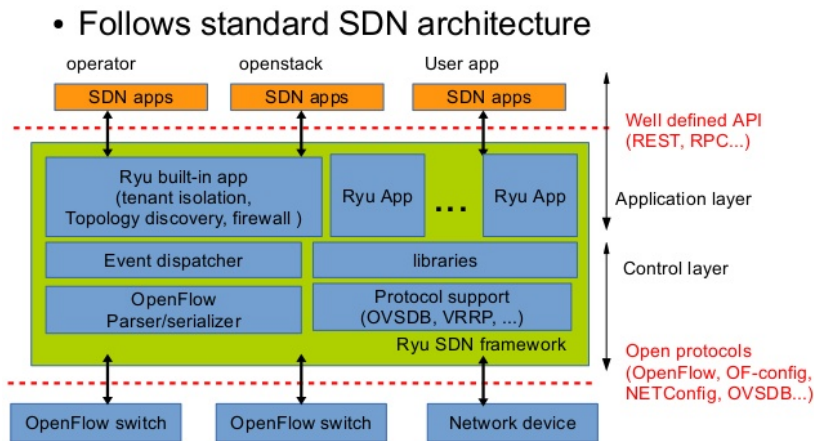 • Follows standard SDN architecture
operator
openstack
User app
SDN apps
SDN apps
SDN apps
Well defined API
(REST, RPC...)
Ryu built-in app
(tenant isolation,
Topology discovery, firewall )
Ryu App
...
Ryu App
Application layer
Event dispatcher
libraries
Control layer
OpenFlow
Parser/serializer
Protocol support
(OVSDB, VRRP, ...)
Ryu SDN framework
Open protocols
(OpenFlow, OF-config,
NETConfig, OVSDB...)
OpenFlow switch
OpenFlow switch
Network device